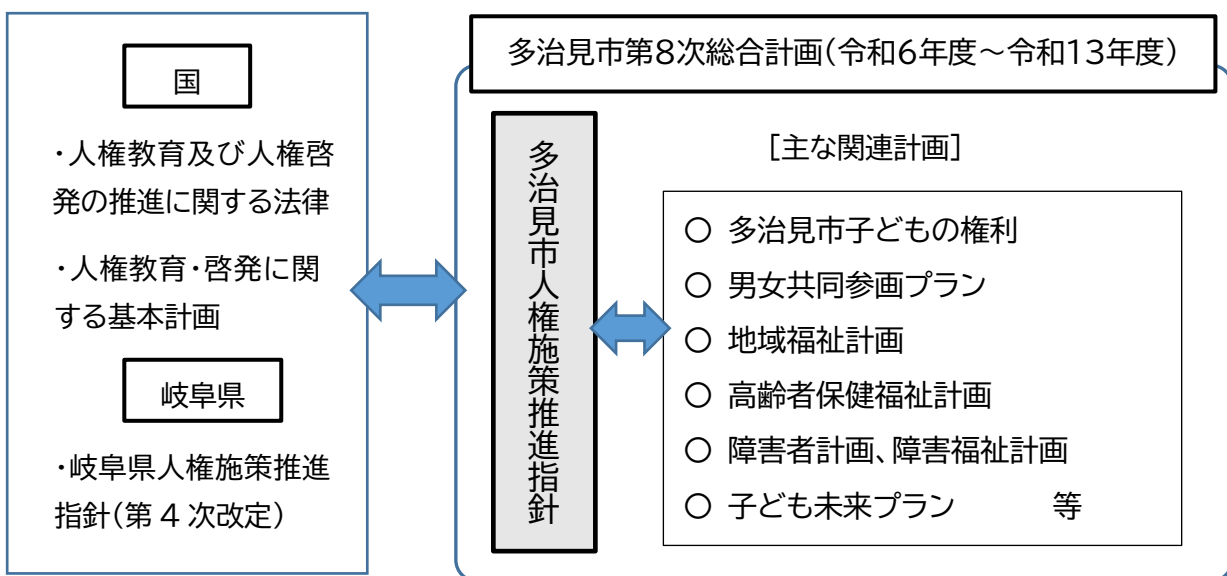 国
・人権教育及び人権啓
発の推進に関する法律
・人権教育・啓発に関
する基本計画
岐阜県
・岐阜県人権施策推進
指針(第4次改定)
多治見市第8次総合計画(令和6年度～令和13年度)
多治見市人権施策推進指針
[主な関連計画]
○ 多治見市子どもの権利
○ 男女共同参画プラン
○ 地域福祉計画
○ 高齢者保健福祉計画
○ 障害者計画、障害福祉計画
○ 子ども未来プラン 等